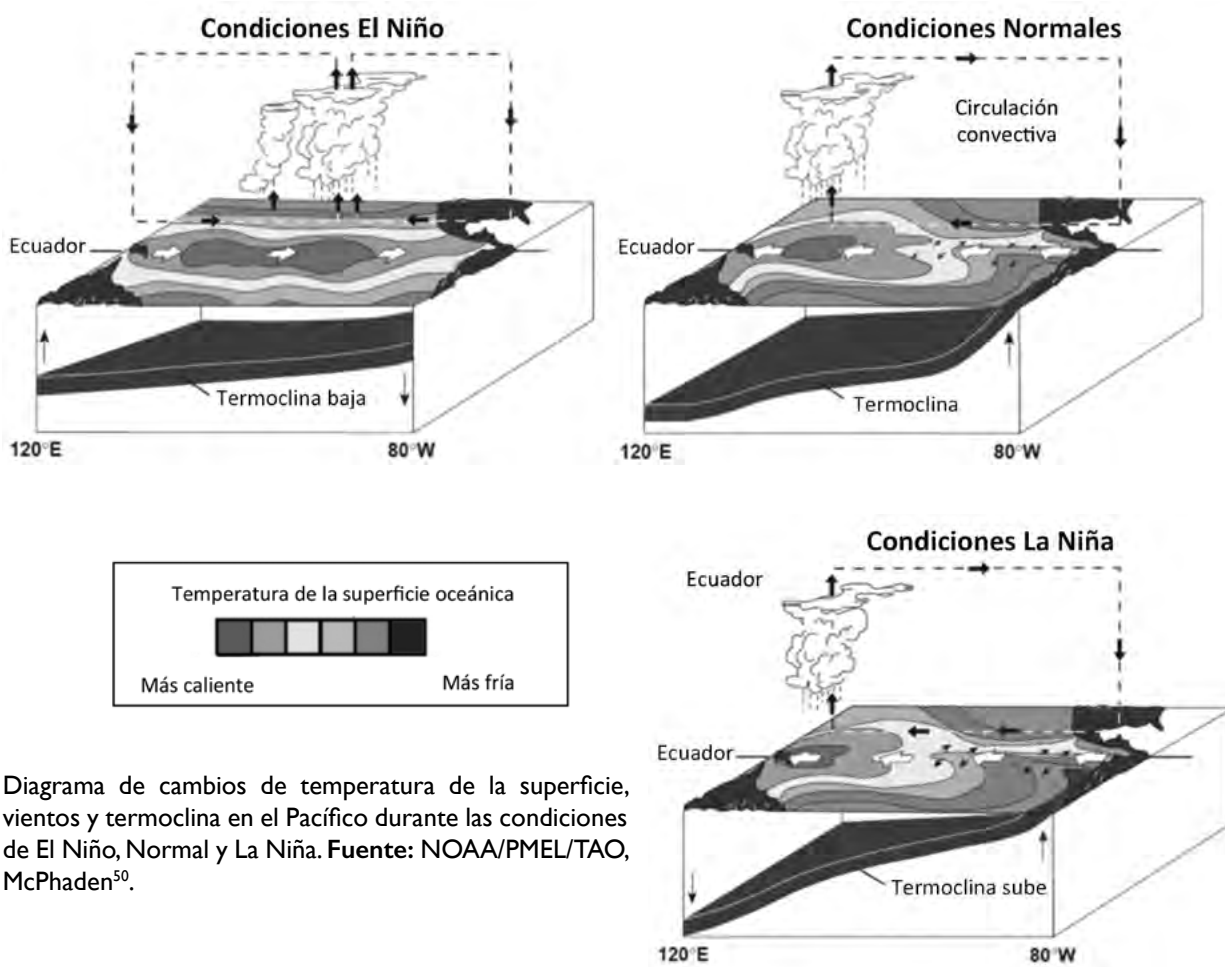 Condiciones El Niño
Ecuador
Termoclina baja
120°E
80°W
Condiciones Normales
Circulación
convectiva
Ecuador
Termoclina
120°E
80°W
Temperatura de la superficie oceánica
Más caliente
Más fría
Condiciones La Niña
Ecuador
Ecuador
Termoclina sube
120°E
80°W
Diagrama de cambios de temperatura de la superficie,
vientos y termoclina en el Pacífico durante las condiciones
de El Niño, Normal y La Niña. Fuente: NOAA/PMEL/TAO,
McPhaden50.